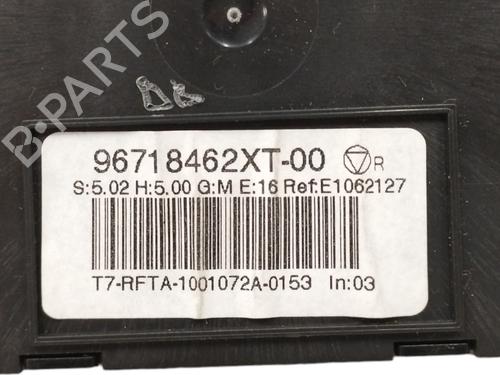 B-PARTS
96718462XT-00 R
S:5.02 H:5.00 G:M E:16 Ref:E1062127
T7-RFTA-1001072A-0153 In:03